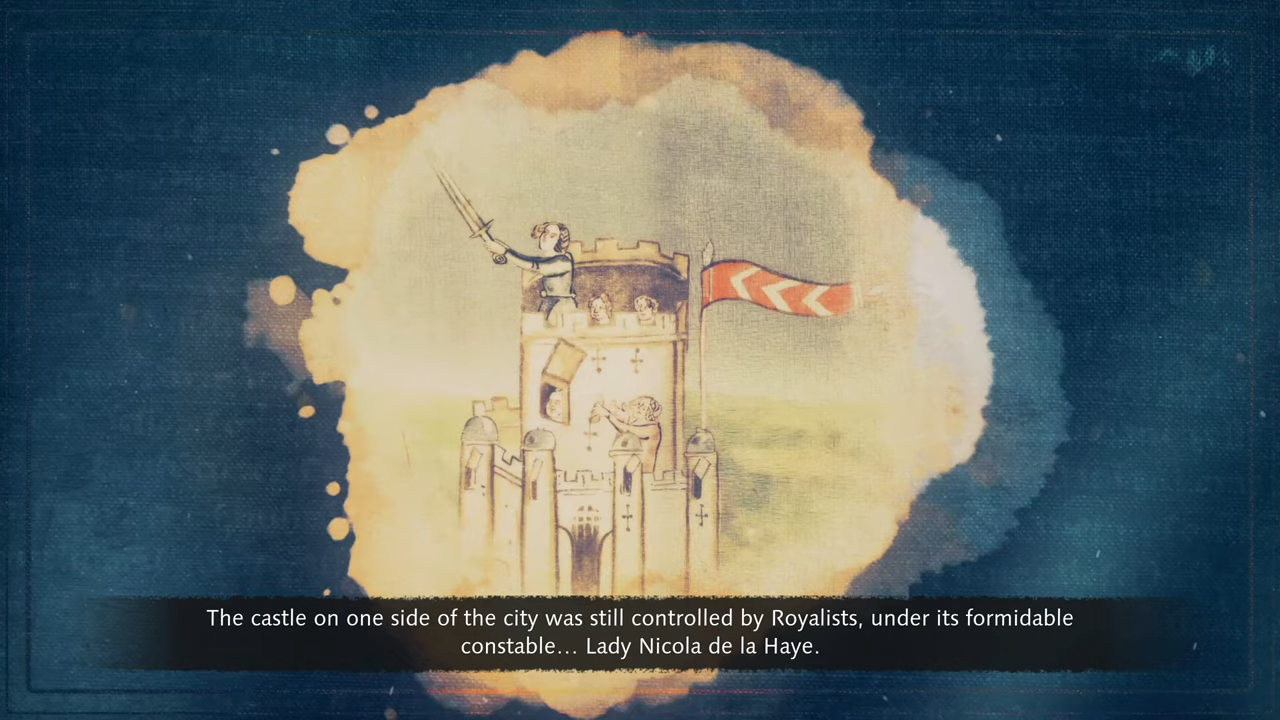 The castle on one side of the city was still controlled by Royalists, under its formidable
constable... Lady Nicola de la Haye.